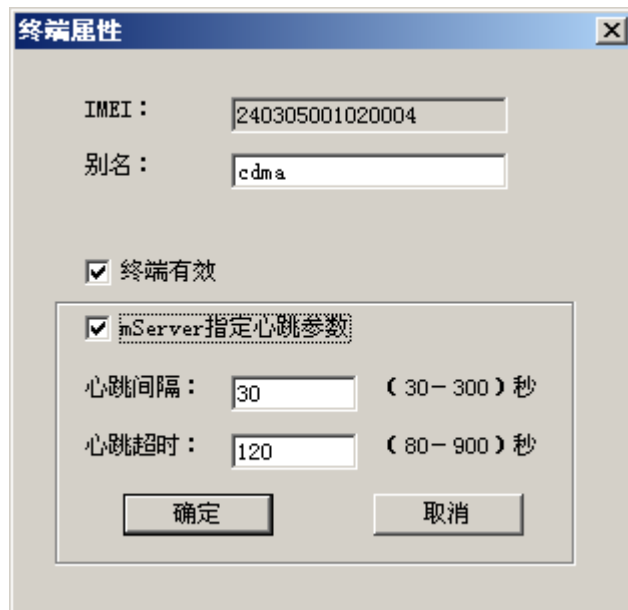 终端属性
IMEI： 240305001020004
别名： cdma
终端有效
mServer指定心跳参数
心跳间隔： 30 （30－300）秒
心跳超时： 120 （80－900）秒
确定 取消